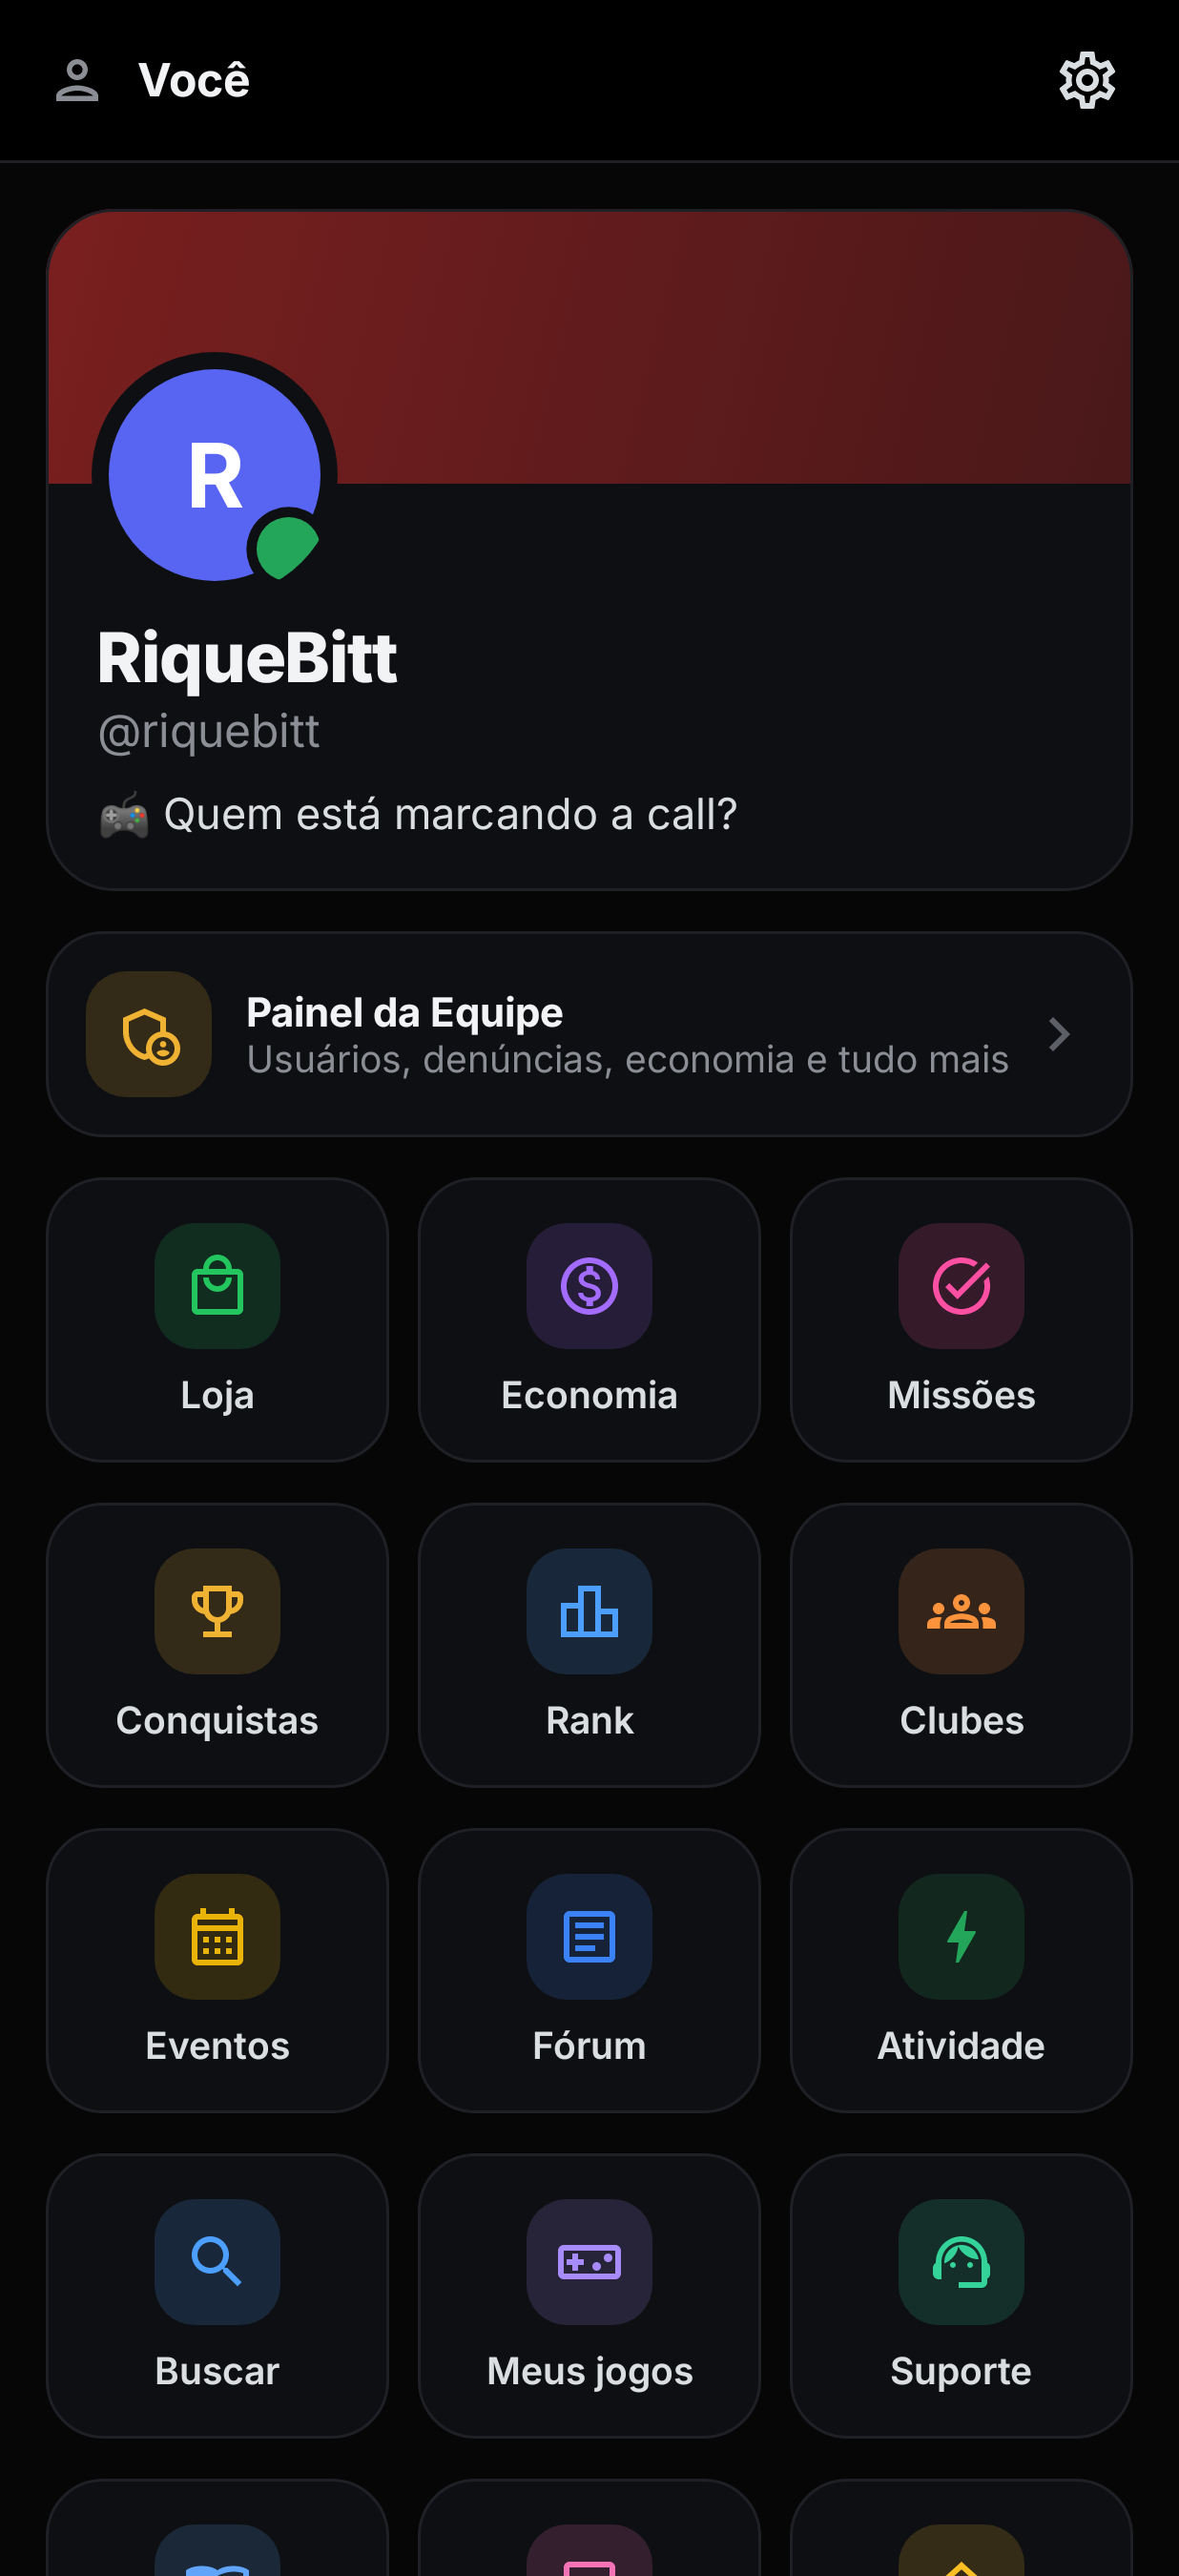 Você
R
RiqueBitt
@riquebitt
🎮 Quem está marcando a call?
Painel da Equipe
Usuários, denúncias, economia e tudo mais
Loja
Economia
Missões
Conquistas
Rank
Clubes
Eventos
Fórum
Atividade
Buscar
Meus jogos
Suporte